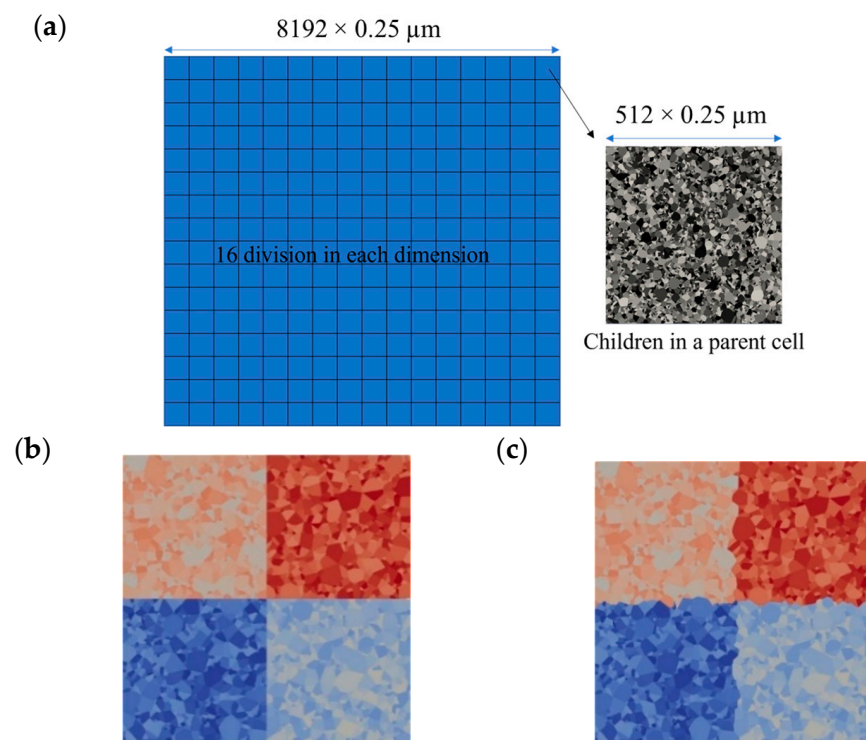 (a)
8192 × 0.25 µm
512 × 0.25 µm
16 division in each dimension
Children in a parent cell
(b)
(c)